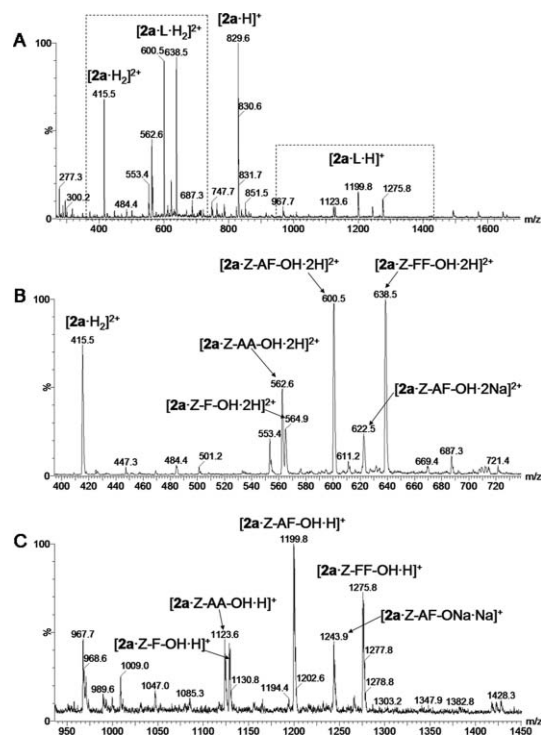 A
[2a·H]⁺
829.6
[2a·L·H₂]²⁺
600.5 638.5
[2a·H₂]²⁺
415.5
830.6
562.6
553.4
831.7
[2a·L·H]⁺
277.3
300.2
484.4
687.3
747.7
851.5
967.7
1123.6
1199.8
1275.8
100
%
0
400 600 800 1000 1200 1400 1600
m/z
B
[2a·Z-AF-OH·2H]²⁺
[2a·Z-FF-OH·2H]²⁺
600.5
638.5
[2a·H₂]²⁺
415.5
[2a·Z-AA-OH·2H]²⁺
562.6
[2a·Z-F-OH·2H]²⁺
564.9
[2a·Z-AF-OH·2Na]²⁺
622.5
553.4
447.3
484.4
501.2
611.2
669.4
687.3
721.4
100
%
0
400 420 440 460 480 500 520 540 560 580 600 620 640 660 680 700 720
m/z
C
[2a·Z-AF-OH·H]⁺
1199.8
[2a·Z-FF-OH·H]⁺
1275.8
[2a·Z-AA-OH·H]⁺
1123.6
[2a·Z-AF-ONa·Na]⁺
1243.9
[2a·Z-F-OH·H]⁺
967.7
968.6
1277.8
1009.0
989.6
1047.0
1085.3
1130.8
1194.4
1202.6
1278.8
1303.2
1347.9
1382.8
1428.3
100
%
0
950 1000 1050 1100 1150 1200 1250 1300 1350 1400 1450
m/z